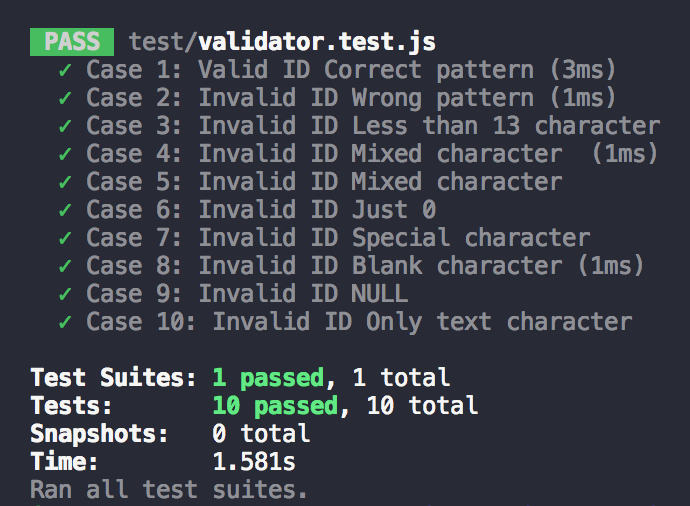 PASS test/validator.test.js
✓ Case 1: Valid ID Correct pattern (3ms)
✓ Case 2: Invalid ID Wrong pattern (1ms)
✓ Case 3: Invalid ID Less than 13 character
✓ Case 4: Invalid ID Mixed character  (1ms)
✓ Case 5: Invalid ID Mixed character
✓ Case 6: Invalid ID Just 0
✓ Case 7: Invalid ID Special character
✓ Case 8: Invalid ID Blank character (1ms)
✓ Case 9: Invalid ID NULL
✓ Case 10: Invalid ID Only text character
Test Suites: 1 passed, 1 total
Tests: 10 passed, 10 total
Snapshots: 0 total
Time: 1.581s
Ran all test suites.